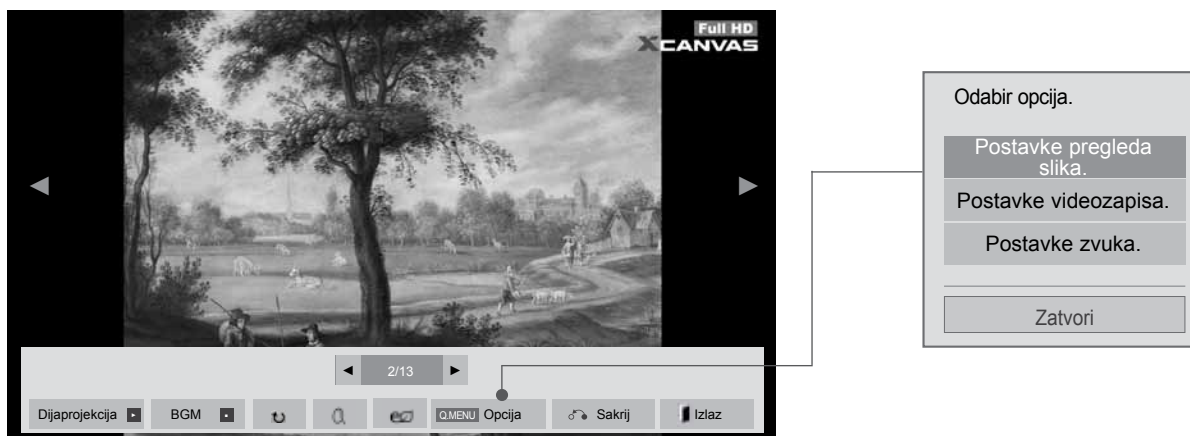 Full HD
XCANVAS
2/13
Dijaprojekcija
BGM
Q.MENU Opcija
Sakrij
Izlaz
Odabir opcija.
Postavke pregleda
slika.
Postavke videozapisa.
Postavke zvuka.
Zatvori